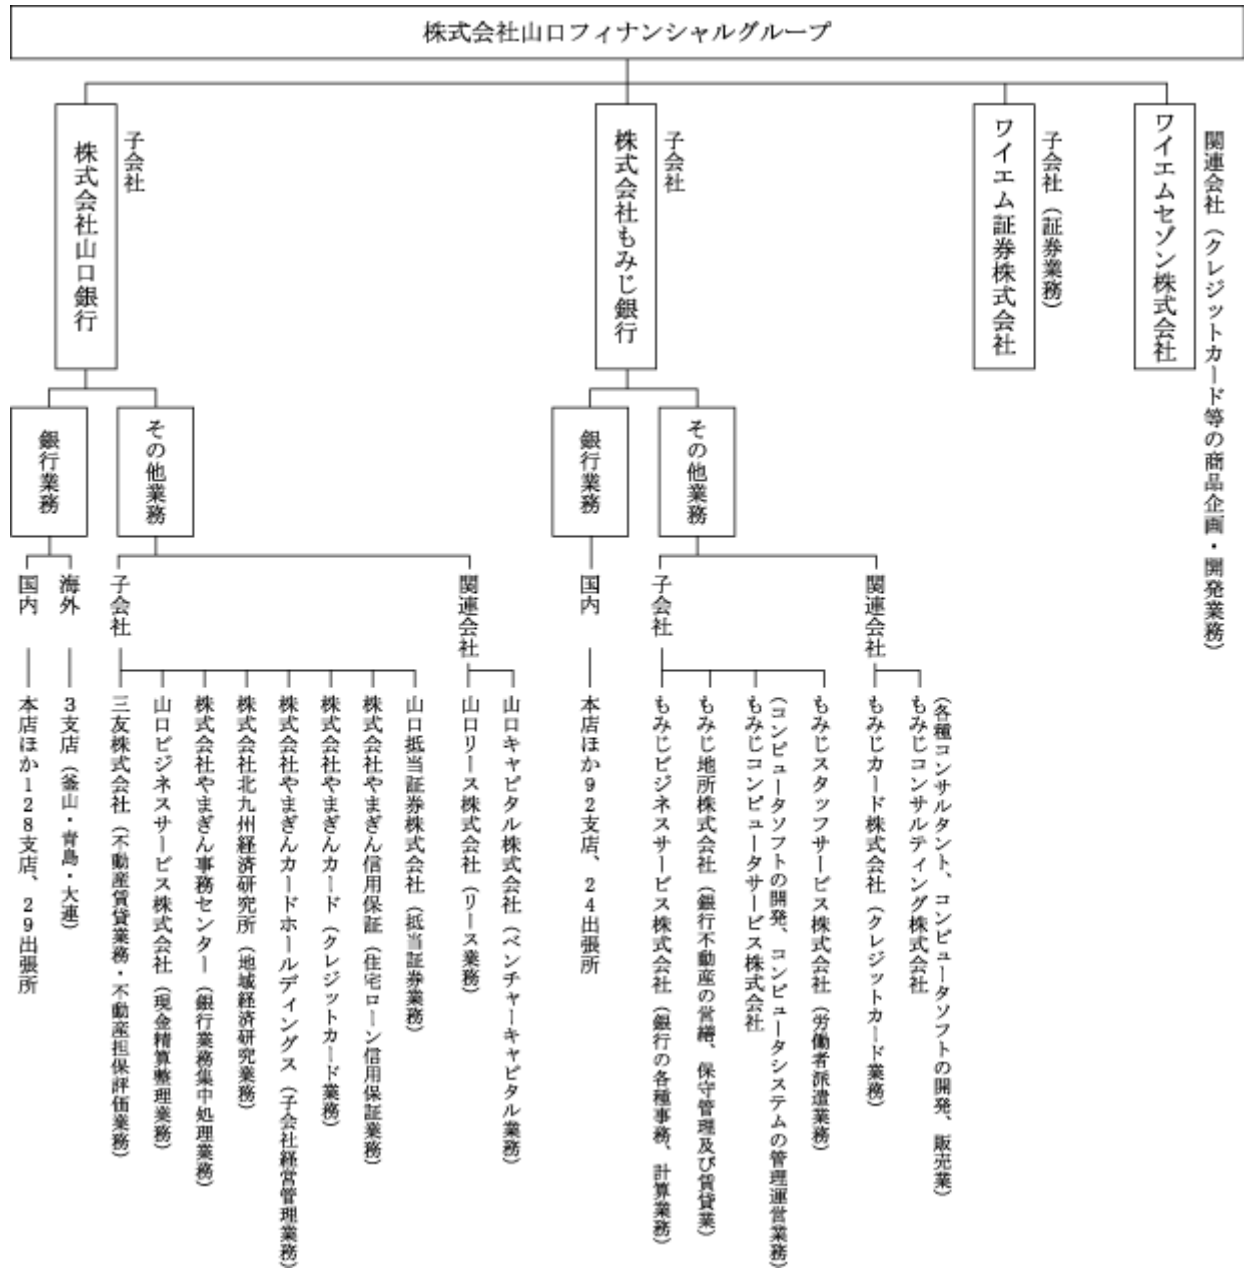 株式会社山口フィナンシャルグループ
株式会社山口銀行
子会社
株式会社もみじ銀行
子会社
ワイエム証券株式会社
子会社（証券業務）
ワイエムセゾン株式会社
関連会社（クレジットカード等の商品企画・開発業務）
銀行業務
その他業務
銀行業務
その他業務
国内
海外
子会社
関連会社
国内
子会社
関連会社
本店ほか128支店、29出張所
3支店（釜山・青島・大連）
三友株式会社（不動産賃貸業務・不動産担保評価業務）
山口ビジネスサービス株式会社（現金精算整理業務）
株式会社やまぎん事務センター（銀行業務集中処理業務）
株式会社北九州経済研究所（地域経済研究業務）
株式会社やまぎんカードホールディングス（子会社経営管理業務）
株式会社やまぎんカード（クレジットカード業務）
株式会社やまぎん信用保証（住宅ローン信用保証業務）
山口抵当証券株式会社（抵当証券業務）
山口リース株式会社（リース業務）
山口キャピタル株式会社（ベンチャーキャピタル業務）
本店ほか92支店、24出張所
もみじビジネスサービス株式会社（銀行の各種事務、計算業務）
もみじ地所株式会社（銀行不動産の営繕、保守管理及び賃貸業）
もみじコンピュータサービス株式会社
（コンピュータソフトの開発、コンピュータシステムの管理運営業務）
もみじスタッフサービス株式会社（労働者派遣業務）
もみじカード株式会社（クレジットカード業務）
もみじコンサルティング株式会社
（各種コンサルタント、コンピュータソフトの開発、販売業）